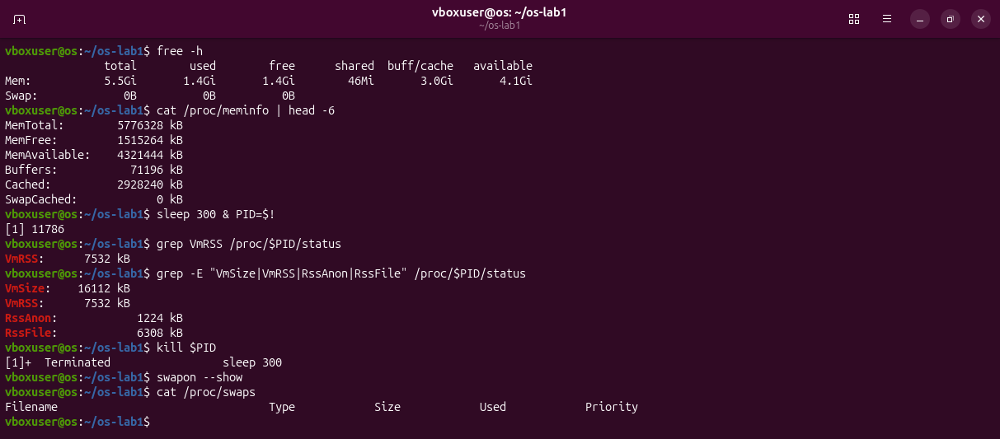 vboxuser@os: ~/os-lab1
~/os-lab1
vboxuser@os:~/os-lab1$ free -h
               total        used        free      shared  buff/cache   available
Mem:           5.5Gi       1.4Gi       1.4Gi        46Mi       3.0Gi       4.1Gi
Swap:             0B          0B          0B
vboxuser@os:~/os-lab1$ cat /proc/meminfo | head -6
MemTotal:        5776328 kB
MemFree:         1515264 kB
MemAvailable:    4321444 kB
Buffers:           71196 kB
Cached:          2928240 kB
SwapCached:            0 kB
vboxuser@os:~/os-lab1$ sleep 300 & PID=$!
[1] 11786
vboxuser@os:~/os-lab1$ grep VmRSS /proc/$PID/status
VmRSS:      7532 kB
vboxuser@os:~/os-lab1$ grep -E "VmSize|VmRSS|RssAnon|RssFile" /proc/$PID/status
VmSize:    16112 kB
VmRSS:      7532 kB
RssAnon:            1224 kB
RssFile:            6308 kB
vboxuser@os:~/os-lab1$ kill $PID
[1]+  Terminated                 sleep 300
vboxuser@os:~/os-lab1$ swapon --show
vboxuser@os:~/os-lab1$ cat /proc/swaps
Filename                                Type            Size            Used            Priority
vboxuser@os:~/os-lab1$